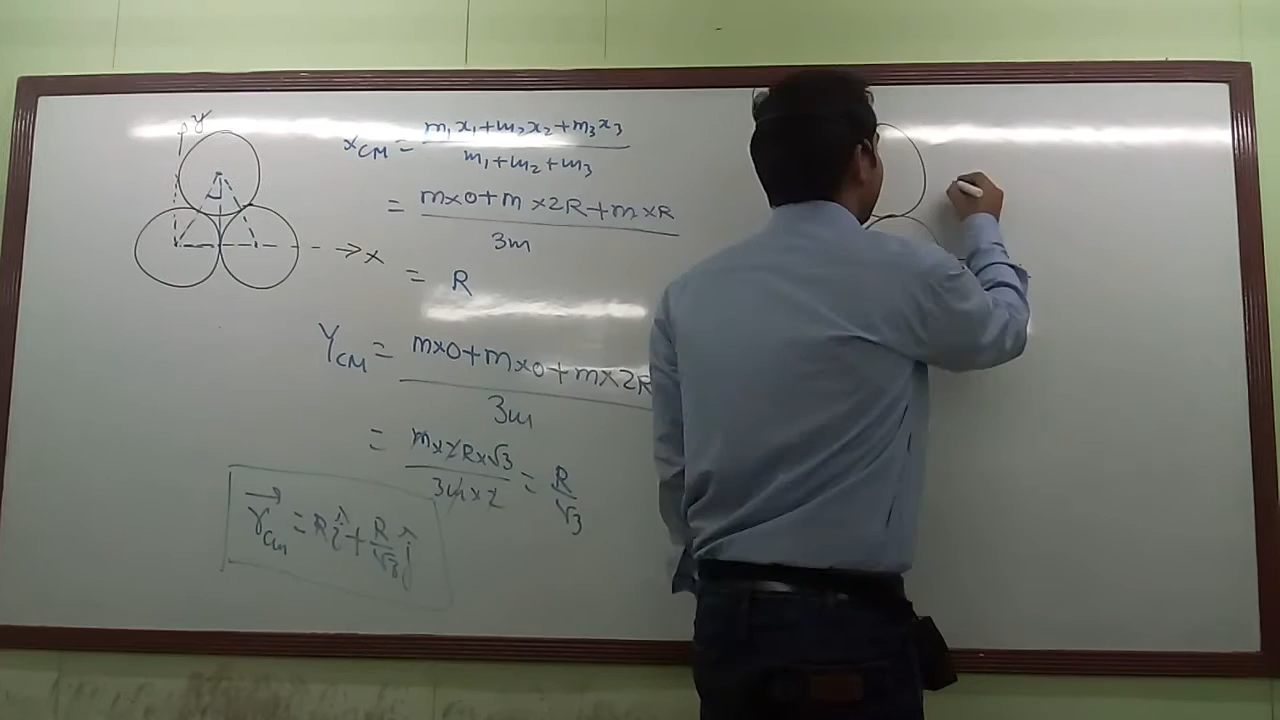 y
x
x_CM = (m₁x₁+m₂x₂+m₃x₃)/(m₁+m₂+m₃)
= (m×0+m×2R+m×R)/3m
= R
Y_CM = (m×0+m×0+m×2R)/3m
= (m×2R×√3)/(3m×2) = R/√3
r⃗_cm = Rî+R/√3 ĵ